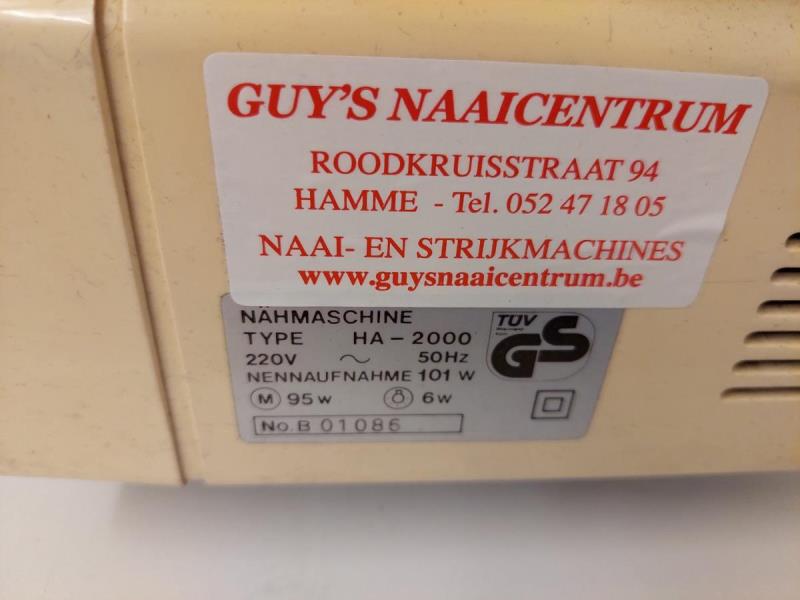 GUY'S NAAICENTRUM
ROODKRUISSTRAAT 94
HAMME - Tel. 052 47 18 05
NAAI- EN STRIJKMACHINES
www.guysnaaicentrum.be
NÄHMASCHINE
TYPE HA-2000
220V ~ 50Hz
NENNAUFNAHME 101 W
M 95 W 6 W
No. B 01086
TÜV
GS